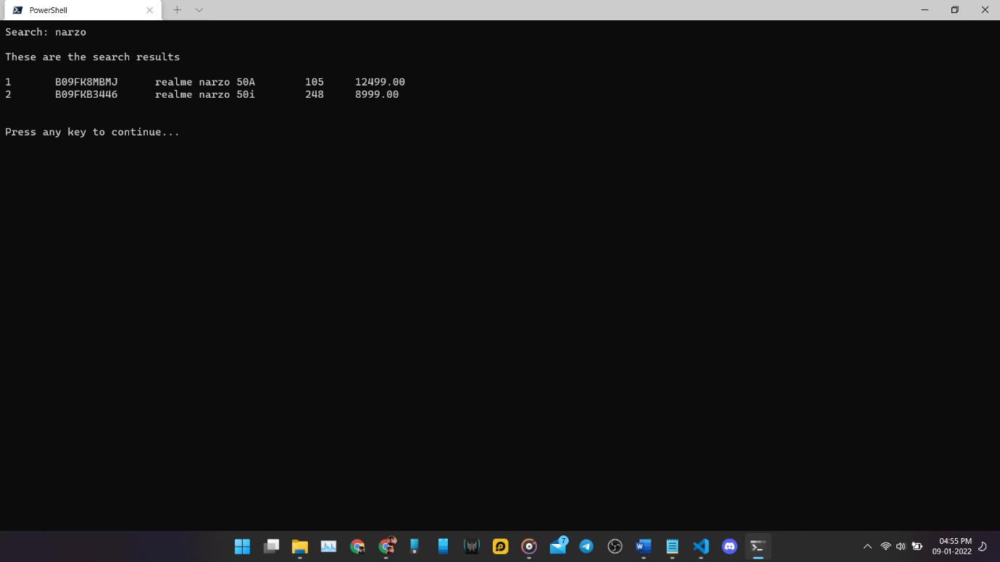 PowerShell
Search: narzo
These are the search results
1 B09FK8MBMJ realme narzo 50A 105 12499.00
2 B09FKB3446 realme narzo 50i 248 8999.00
Press any key to continue...
7
04:55 PM
09-01-2022